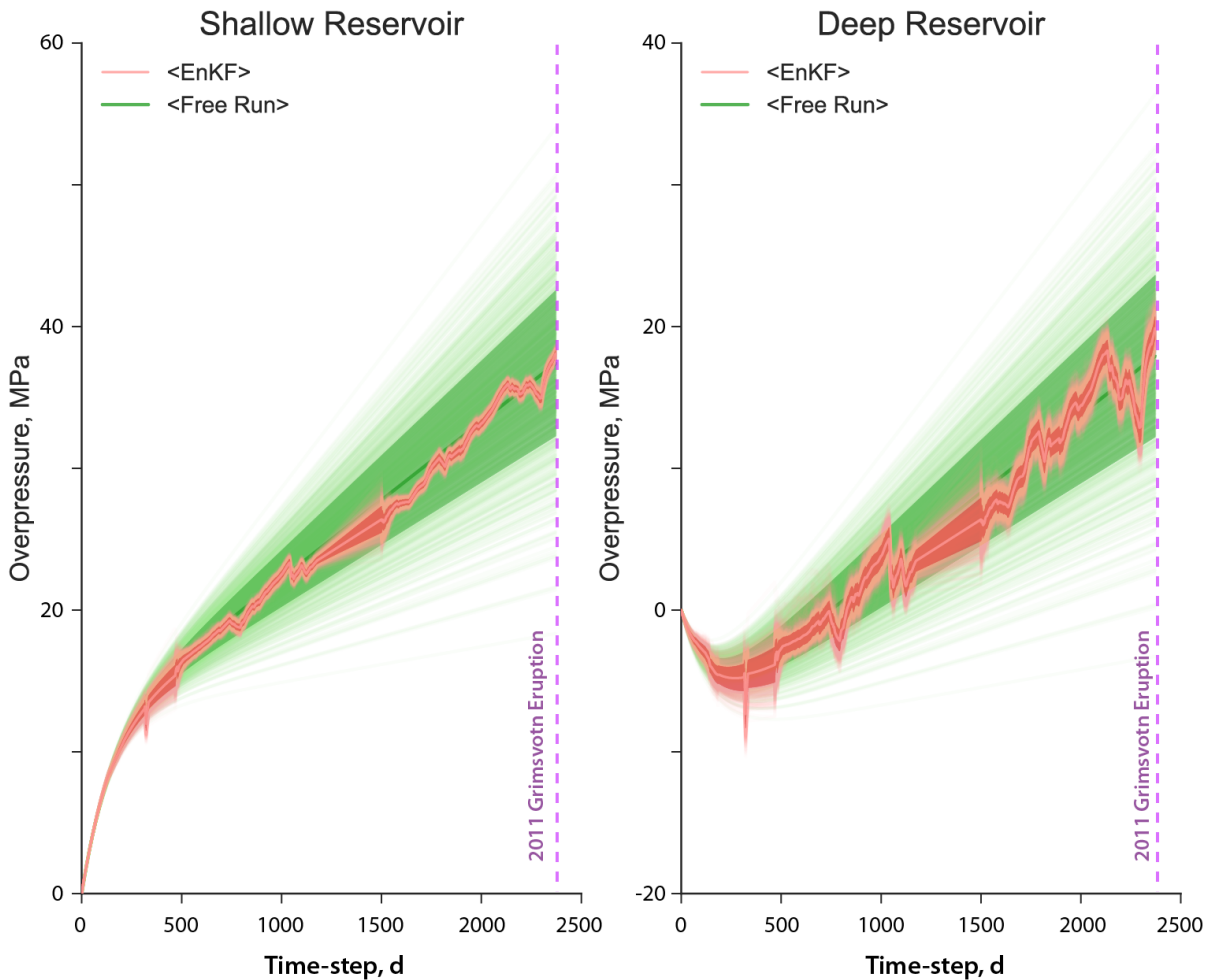 Shallow Reservoir
60
<EnKF>
<Free Run>
40
20
0
Overpressure, MPa
2011 Grimsvotn Eruption
0 500 1000 1500 2000 2500
Time-step, d
Deep Reservoir
40
<EnKF>
<Free Run>
20
0
-20
Overpressure, MPa
2011 Grimsvotn Eruption
0 500 1000 1500 2000 2500
Time-step, d